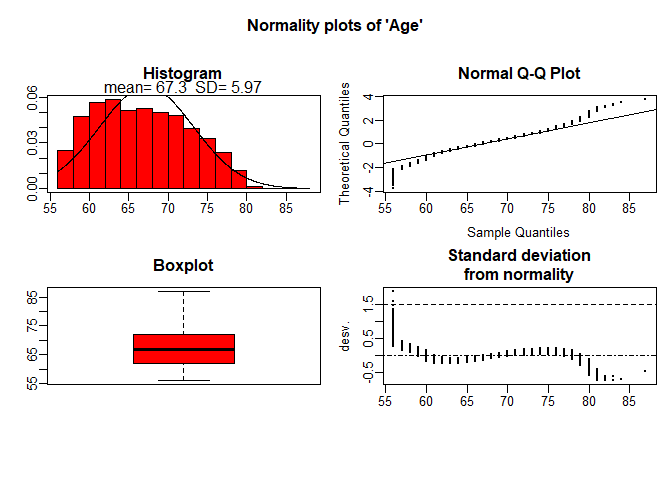 Normality plots of 'Age'
Histogram
mean= 67.3  SD= 5.97
0.00 0.03 0.06
55 60 65 70 75 80 85
Normal Q-Q Plot
Theoretical Quantiles
-4 -2 0 2 4
55 60 65 70 75 80 85
Sample Quantiles
Boxplot
55 65 75 85
Standard deviation
from normality
desv.
-0.5 0.5 1.5
55 60 65 70 75 80 85